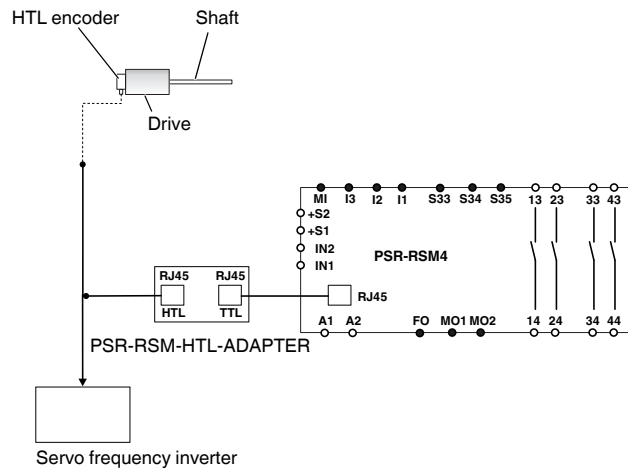 HTL encoder
Shaft
Drive
MI I3 I2 I1 S33 S34 S35 13 23 33 43
+S2
+S1
IN2
IN1
PSR-RSM4
RJ45 RJ45
HTL TTL
RJ45
A1 A2 FO MO1 MO2 14 24 34 44
PSR-RSM-HTL-ADAPTER
Servo frequency inverter